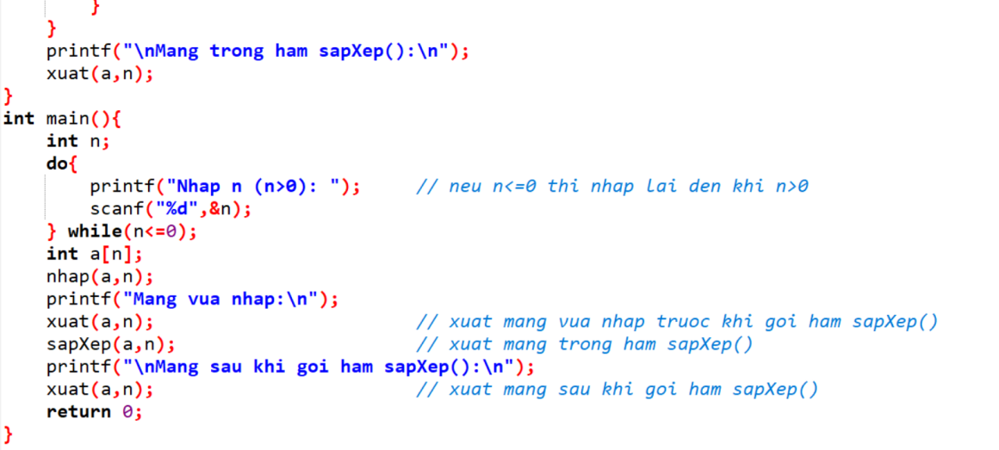 }
}
printf("\nMang trong ham sapXep():\n");
xuat(a,n);
}
int main(){
int n;
do{
printf("Nhap n (n>0): "); // neu n<=0 thi nhap lai den khi n>0
scanf("%d",&n);
} while(n<=0);
int a[n];
nhap(a,n);
printf("Mang vua nhap:\n");
xuat(a,n); // xuat mang vua nhap truoc khi goi ham sapXep()
sapXep(a,n); // xuat mang trong ham sapXep()
printf("\nMang sau khi goi ham sapXep():\n");
xuat(a,n); // xuat mang sau khi goi ham sapXep()
return 0;
}